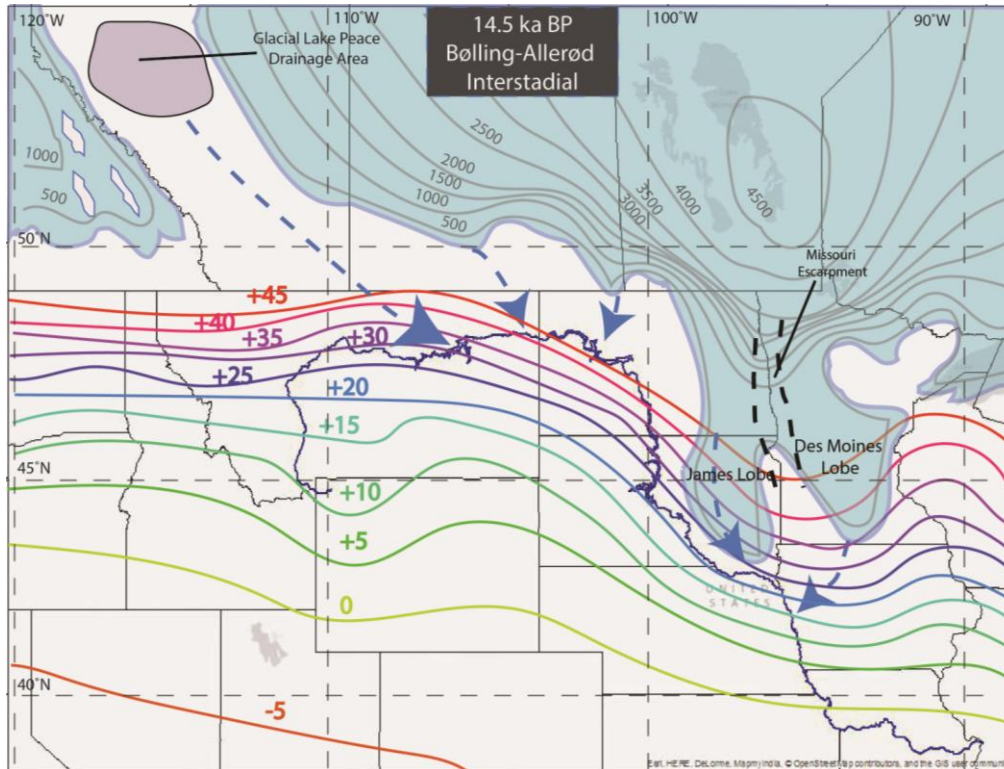 120°W
110°W
100°W
90°W
14.5 ka BP
Bølling-Allerød
Interstadial
Glacial Lake Peace
Drainage Area
1000
500
2500
2000
1500
1000
500
3000
3500
4000
4500
50°N
Missouri
Escarpment
+45
+40
+35
+30
+25
+20
+15
+10
+5
0
-5
45°N
James Lobe
Des Moines
Lobe
UNITED
STATES
40°N
Esri, HERE, DeLorme, MapmyIndia, © OpenStreetMap contributors, and the GIS user commun